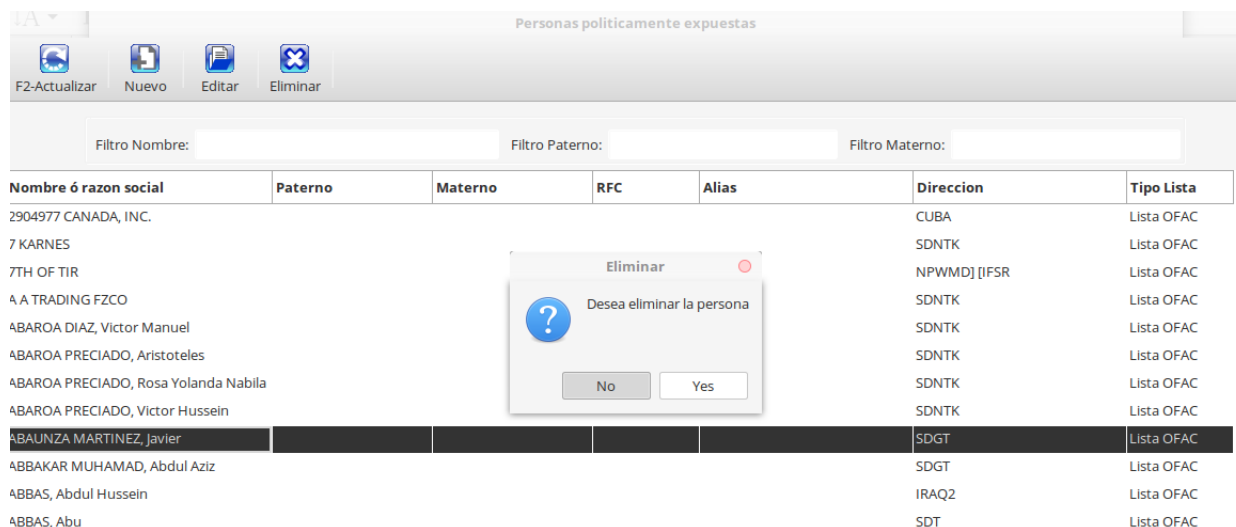 Personas politicamente expuestas
F2-Actualizar Nuevo Editar Eliminar
Filtro Nombre: Filtro Paterno: Filtro Materno:
Nombre ó razon social Paterno Materno RFC Alias Direccion Tipo Lista
2904977 CANADA, INC. CUBA Lista OFAC
7 KARNES SDNTK Lista OFAC
7TH OF TIR NPWMD] [IFSR Lista OFAC
A A TRADING FZCO SDNTK Lista OFAC
ABAROA DIAZ, Victor Manuel SDNTK Lista OFAC
ABAROA PRECIADO, Aristoteles SDNTK Lista OFAC
ABAROA PRECIADO, Rosa Yolanda Nabila SDNTK Lista OFAC
ABAROA PRECIADO, Victor Hussein SDNTK Lista OFAC
ABAUNZA MARTINEZ, Javier SDGT Lista OFAC
ABBAKAR MUHAMAD, Abdul Aziz SDGT Lista OFAC
ABBAS, Abdul Hussein IRAQ2 Lista OFAC
ABBAS, Abu SDT Lista OFAC
Eliminar
Desea eliminar la persona
No Yes